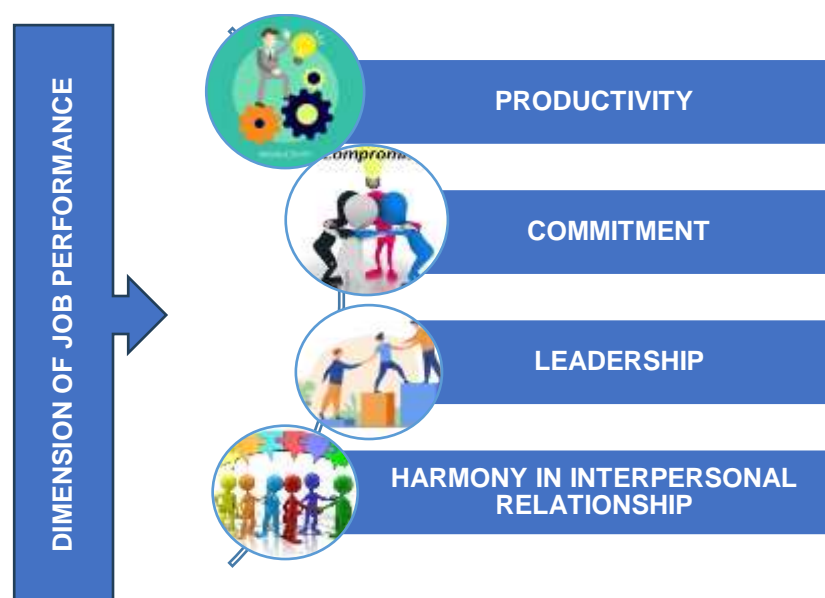 DIMENSION OF JOB PERFORMANCE
PRODUCTIVITY
COMMITMENT
LEADERSHIP
HARMONY IN INTERPERSONAL
RELATIONSHIP